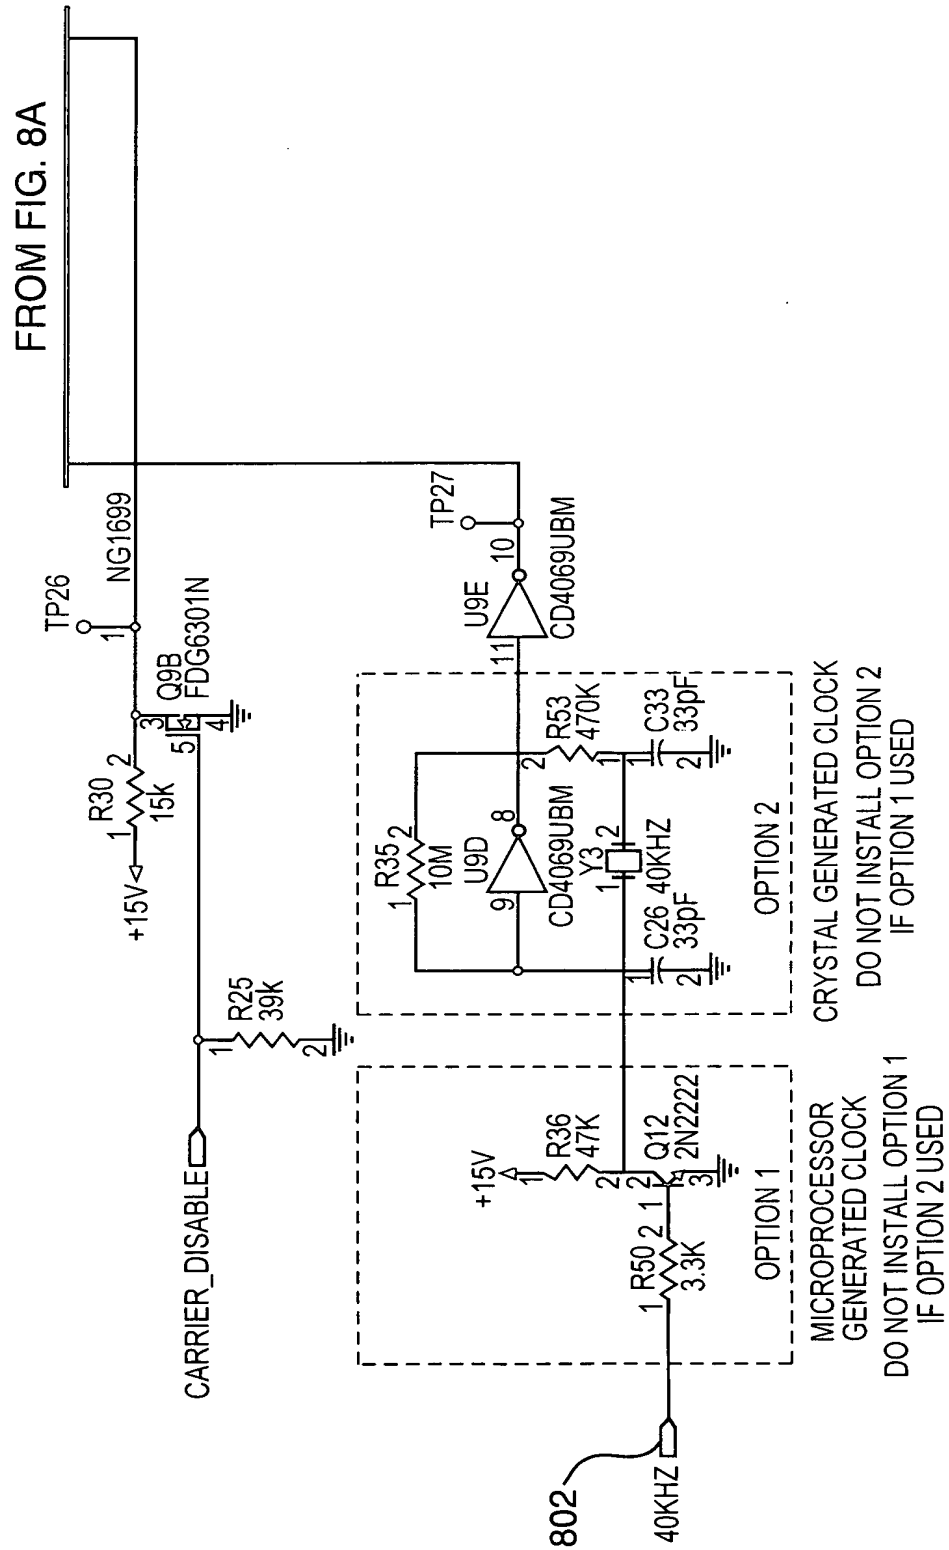 FROM FIG. 8A
TP26
1
NG1699
+15V
1
R30
15K
2
Q9B
FDG6301N
3
5
4
CARRIER_DISABLE
1
R25
39K
2
TP27
U9E
11
10
CD4069UBM
1
R35
10M
2
U9D
9
8
CD4069UBM
2
R53
470K
1
Y3
1
2
40KHZ
1
C26
33pF
2
1
C33
33pF
2
OPTION 2
CRYSTAL GENERATED CLOCK
DO NOT INSTALL OPTION 2
IF OPTION 1 USED
+15V
1
R36
47K
2
Q12
2N2222
2
1
3
1
R50
3.3K
2
OPTION 1
MICROPROCESSOR
GENERATED CLOCK
DO NOT INSTALL OPTION 1
IF OPTION 2 USED
802
40KHZ